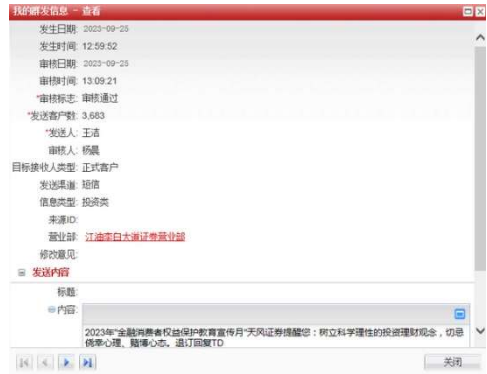 我的群发信息 - 查看
发生日期: 2023-09-25
发生时间: 12:59:52
审核日期: 2023-09-25
审核时间: 13:09:21
*审核标志: 审核通过
*发送客户数: 3,683
*发送人: 王洁
审核人: 杨晨
目标接收人类型: 正式客户
发送渠道: 短信
信息类型: 投资类
来源ID:
营业部: 江油李白大道证券营业部
修改意见:
发送内容
标题:
内容:
2023年“金融消费者权益保护教育宣传月”天风证券提醒您：树立科学理性的投资理财观念，切忌
侥幸心理、赌博心态。退订回复TD
关闭